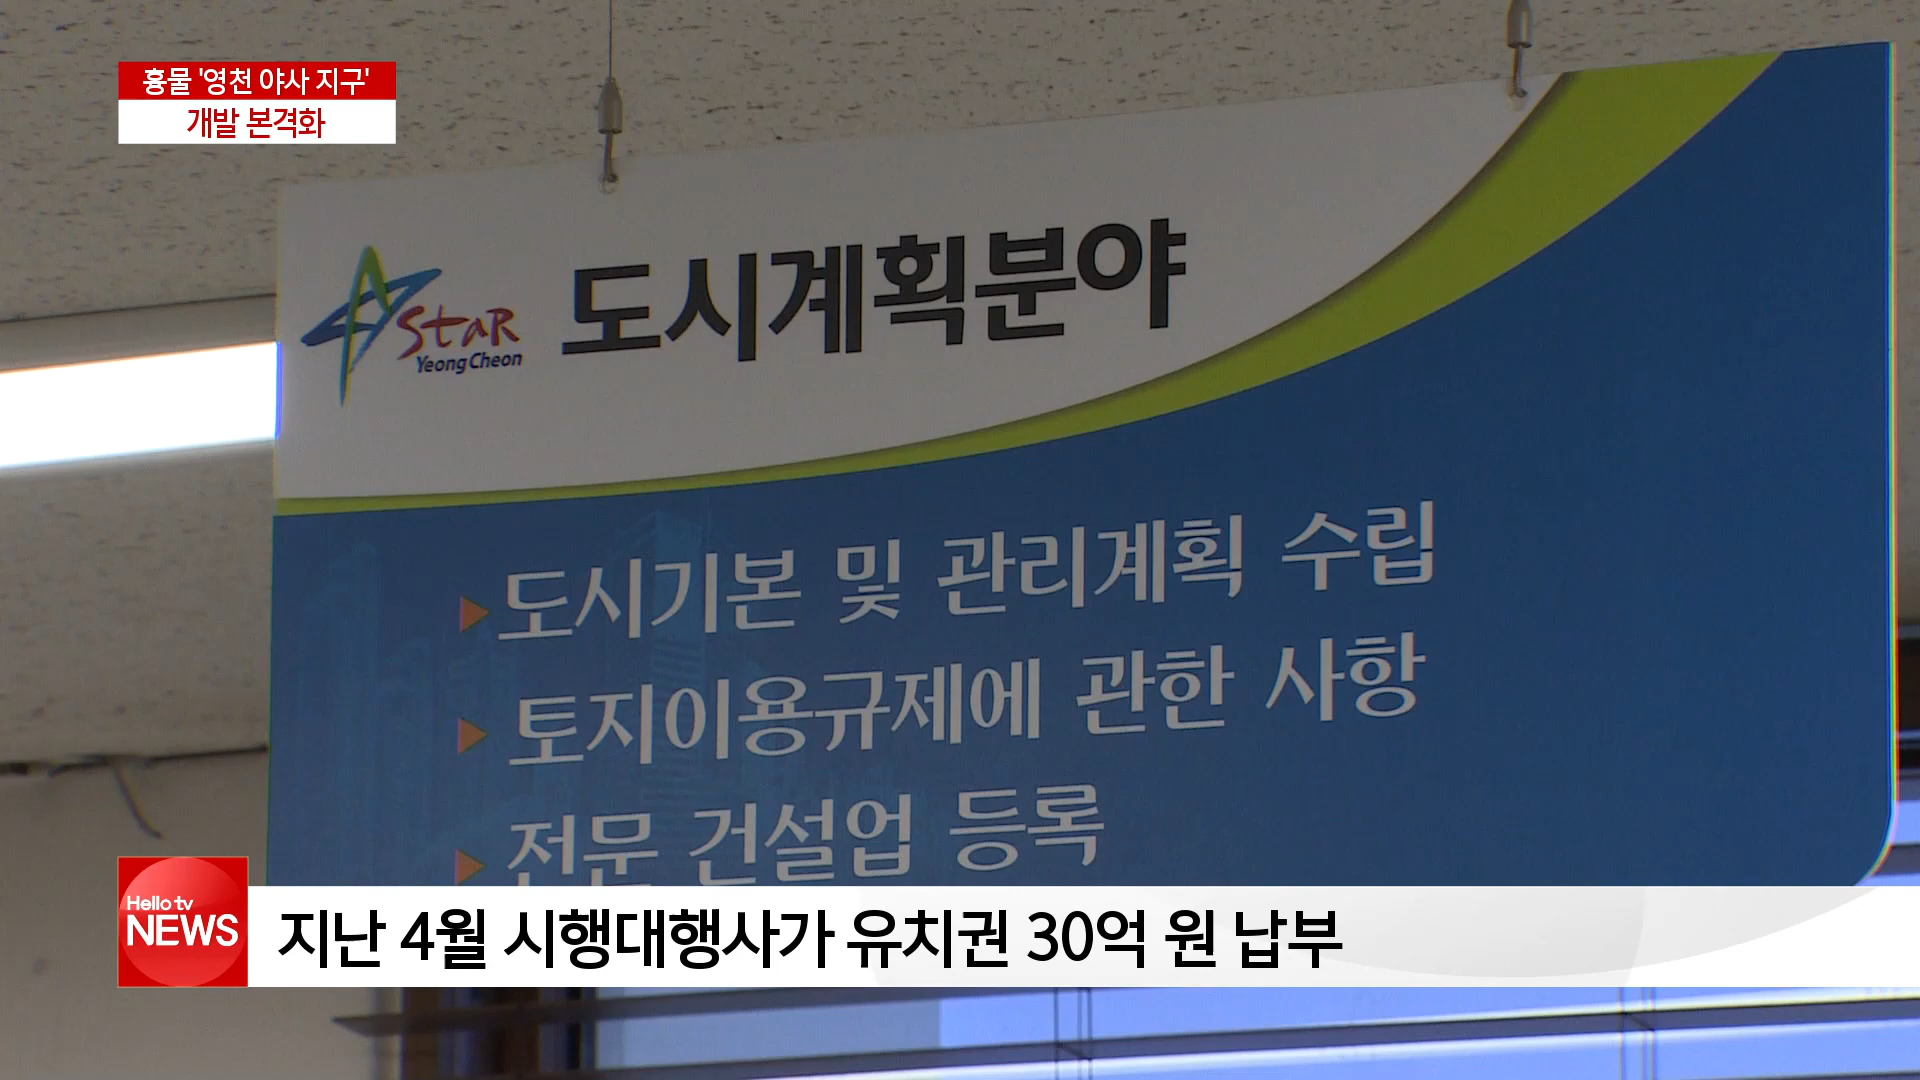 흉물 '영천 야사 지구'
개발 본격화
STAR
YeongCheon
도시계획분야
도시기본 및 관리계획 수립
토지이용규제에 관한 사항
전문 건설업 등록
Hello tv
NEWS
지난 4월 시행대행사가 유치권 30억 원 납부